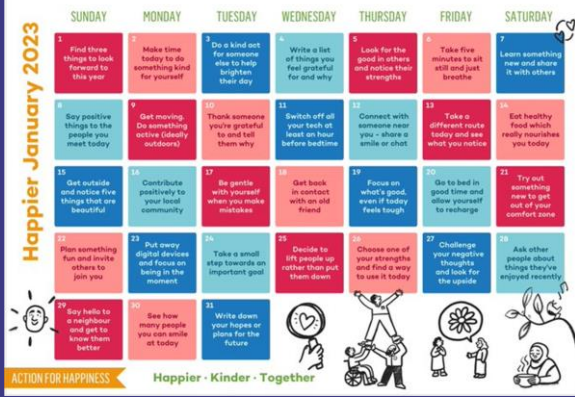 Happier January 2023
SUNDAY MONDAY TUESDAY WEDNESDAY THURSDAY FRIDAY SATURDAY
1
Find three
things to look
forward to
this year
2
Make time
today to do
something kind
for yourself
3
Do a kind act
for someone
else to help
brighten
their day
4
Write a list
of things you
feel grateful
for and why
5
Look for the
good in others
and notice their
strengths
6
Take five
minutes to sit
still and just
breathe
7
Learn something
new and share
it with others
8
Say positive
things to the
people you
meet today
9
Get moving.
Do something
active (ideally
outdoors)
10
Thank someone
you're grateful
to and tell
them why
11
Switch off all
your tech at
least an hour
before bedtime
12
Connect with
someone near
you - share a
smile or chat
13
Take a
different route
today and see
what you notice
14
Eat healthy
food which
really nourishes
you today
15
Get outside
and notice five
things that are
beautiful
16
Contribute
positively to
your local
community
17
Be gentle
with yourself
when you make
mistakes
18
Get back
in contact
with an old
friend
19
Focus on
what's good,
even if today
feels tough
20
Go to bed in
good time and
allow yourself
to recharge
21
Try out
something
new to get
out of your
comfort zone
22
Plan something
fun and invite
others to
join you
23
Put away
digital devices
and focus on
being in the
moment
24
Take a small
step towards an
important goal
25
Decide to
lift people up
rather than put
them down
26
Choose one of
your strengths
and find a way
to use it today
27
Challenge
your negative
thoughts
and look for
the upside
28
Ask other
people about
things they've
enjoyed recently
29
Say hello to
a neighbour
and get to
know them
better
30
See how
many people
you can smile
at today
31
Write down
your hopes or
plans for the
future
ACTION FOR HAPPINESS
Happier · Kinder · Together